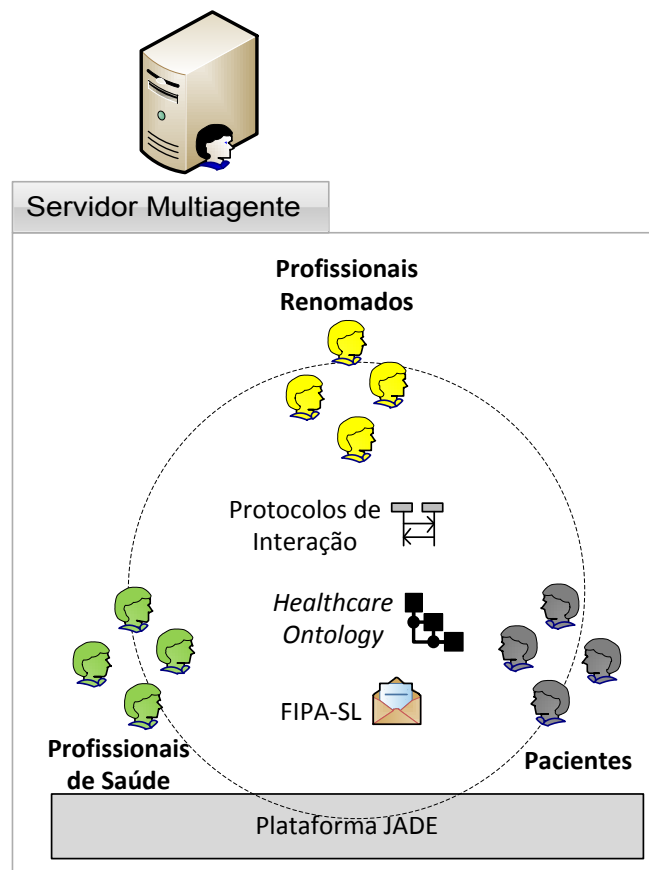 Servidor Multiagente
Profissionais
Renomados
Protocolos de
Interação
Healthcare
Ontology
FIPA-SL
Profissionais
de Saúde
Pacientes
Plataforma JADE